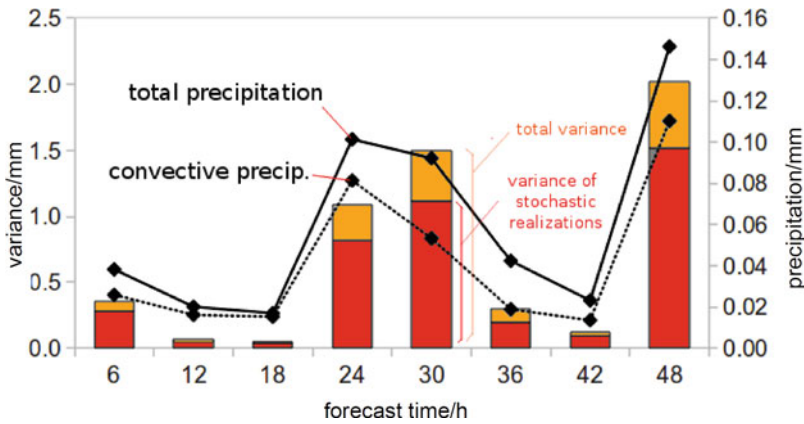 2.5
2.0
1.5
1.0
0.5
0.0
variance/mm
0.16
0.14
0.12
0.10
0.08
0.06
0.04
0.02
0.00
precipitation/mm
total precipitation
convective precip.
total variance
variance of
stochastic
realizations
6 12 18 24 30 36 42 48
forecast time/h